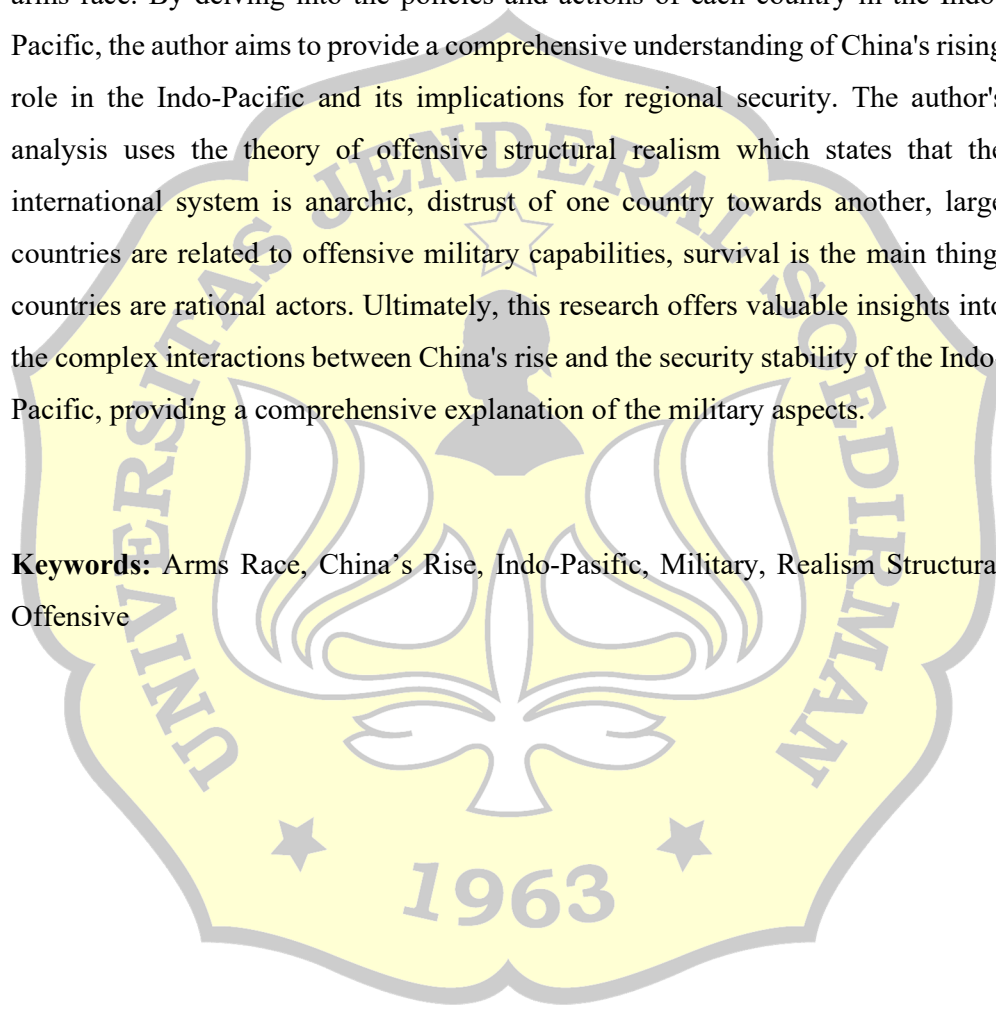 arms race. By delving into the policies and actions of each country in the Indo
Pacific, the author aims to provide a comprehensive understanding of China's rising
role in the Indo-Pacific and its implications for regional security. The author's
analysis uses the theory of offensive structural realism which states that the
international system is anarchic, distrust of one country towards another, large
countries are related to offensive military capabilities, survival is the main thing
countries are rational actors. Ultimately, this research offers valuable insights into
the complex interactions between China's rise and the security stability of the Indo
Pacific, providing a comprehensive explanation of the military aspects.
Keywords: Arms Race, China’s Rise, Indo-Pasific, Military, Realism Structura
Offensive
UNIVERSITAS JENDERAL SOEDIRMAN
1963